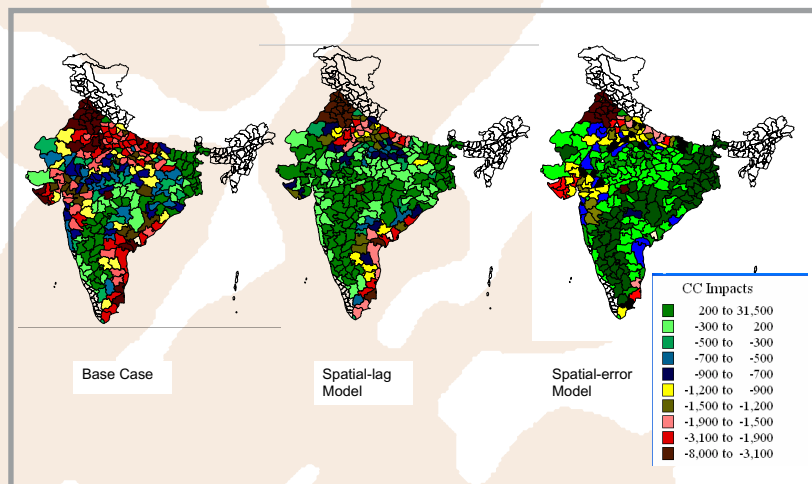 Base Case
Spatial-lag
Model
Spatial-error
Model
CC Impacts
200 to 31,500
-300 to 200
-500 to -300
-700 to -500
-900 to -700
-1,200 to -900
-1,500 to -1,200
-1,900 to -1,500
-3,100 to -1,900
-8,000 to -3,100